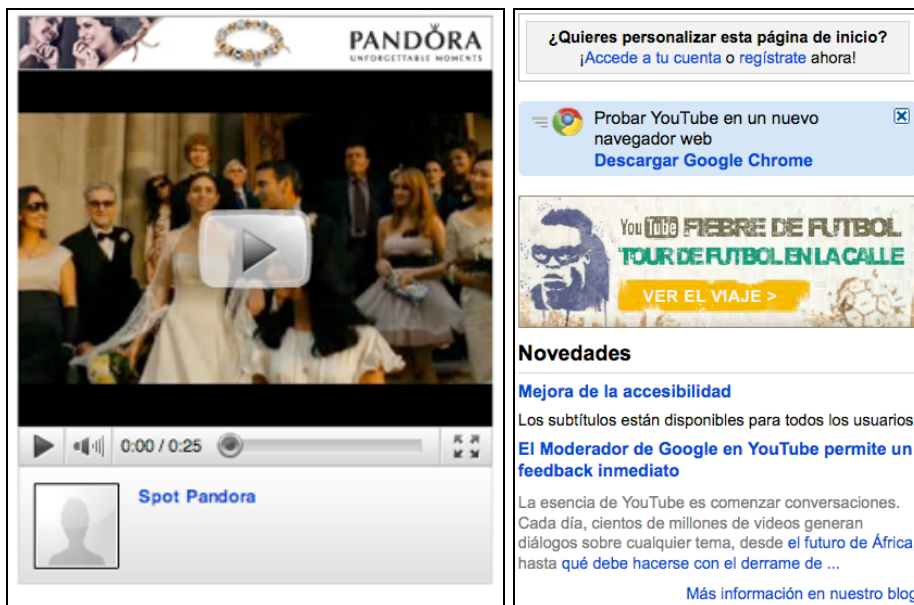 PANDÖRA
UNFORGETTABLE MOMENTS
0:00 / 0:25
Spot Pandora
¿Quieres personalizar esta página de inicio?
¡Accede a tu cuenta o regístrate ahora!
Probar YouTube en un nuevo
navegador web
Descargar Google Chrome
You Tube FIEBRE DE FUTBOL
TOUR DE FUTBOL EN LA CALLE
VER EL VIAJE >
Novedades
Mejora de la accesibilidad
Los subtítulos están disponibles para todos los usuarios
El Moderador de Google en YouTube permite un
feedback inmediato
La esencia de YouTube es comenzar conversaciones.
Cada día, cientos de millones de videos generan
diálogos sobre cualquier tema, desde el futuro de África
hasta qué debe hacerse con el derrame de ...
Más información en nuestro blog